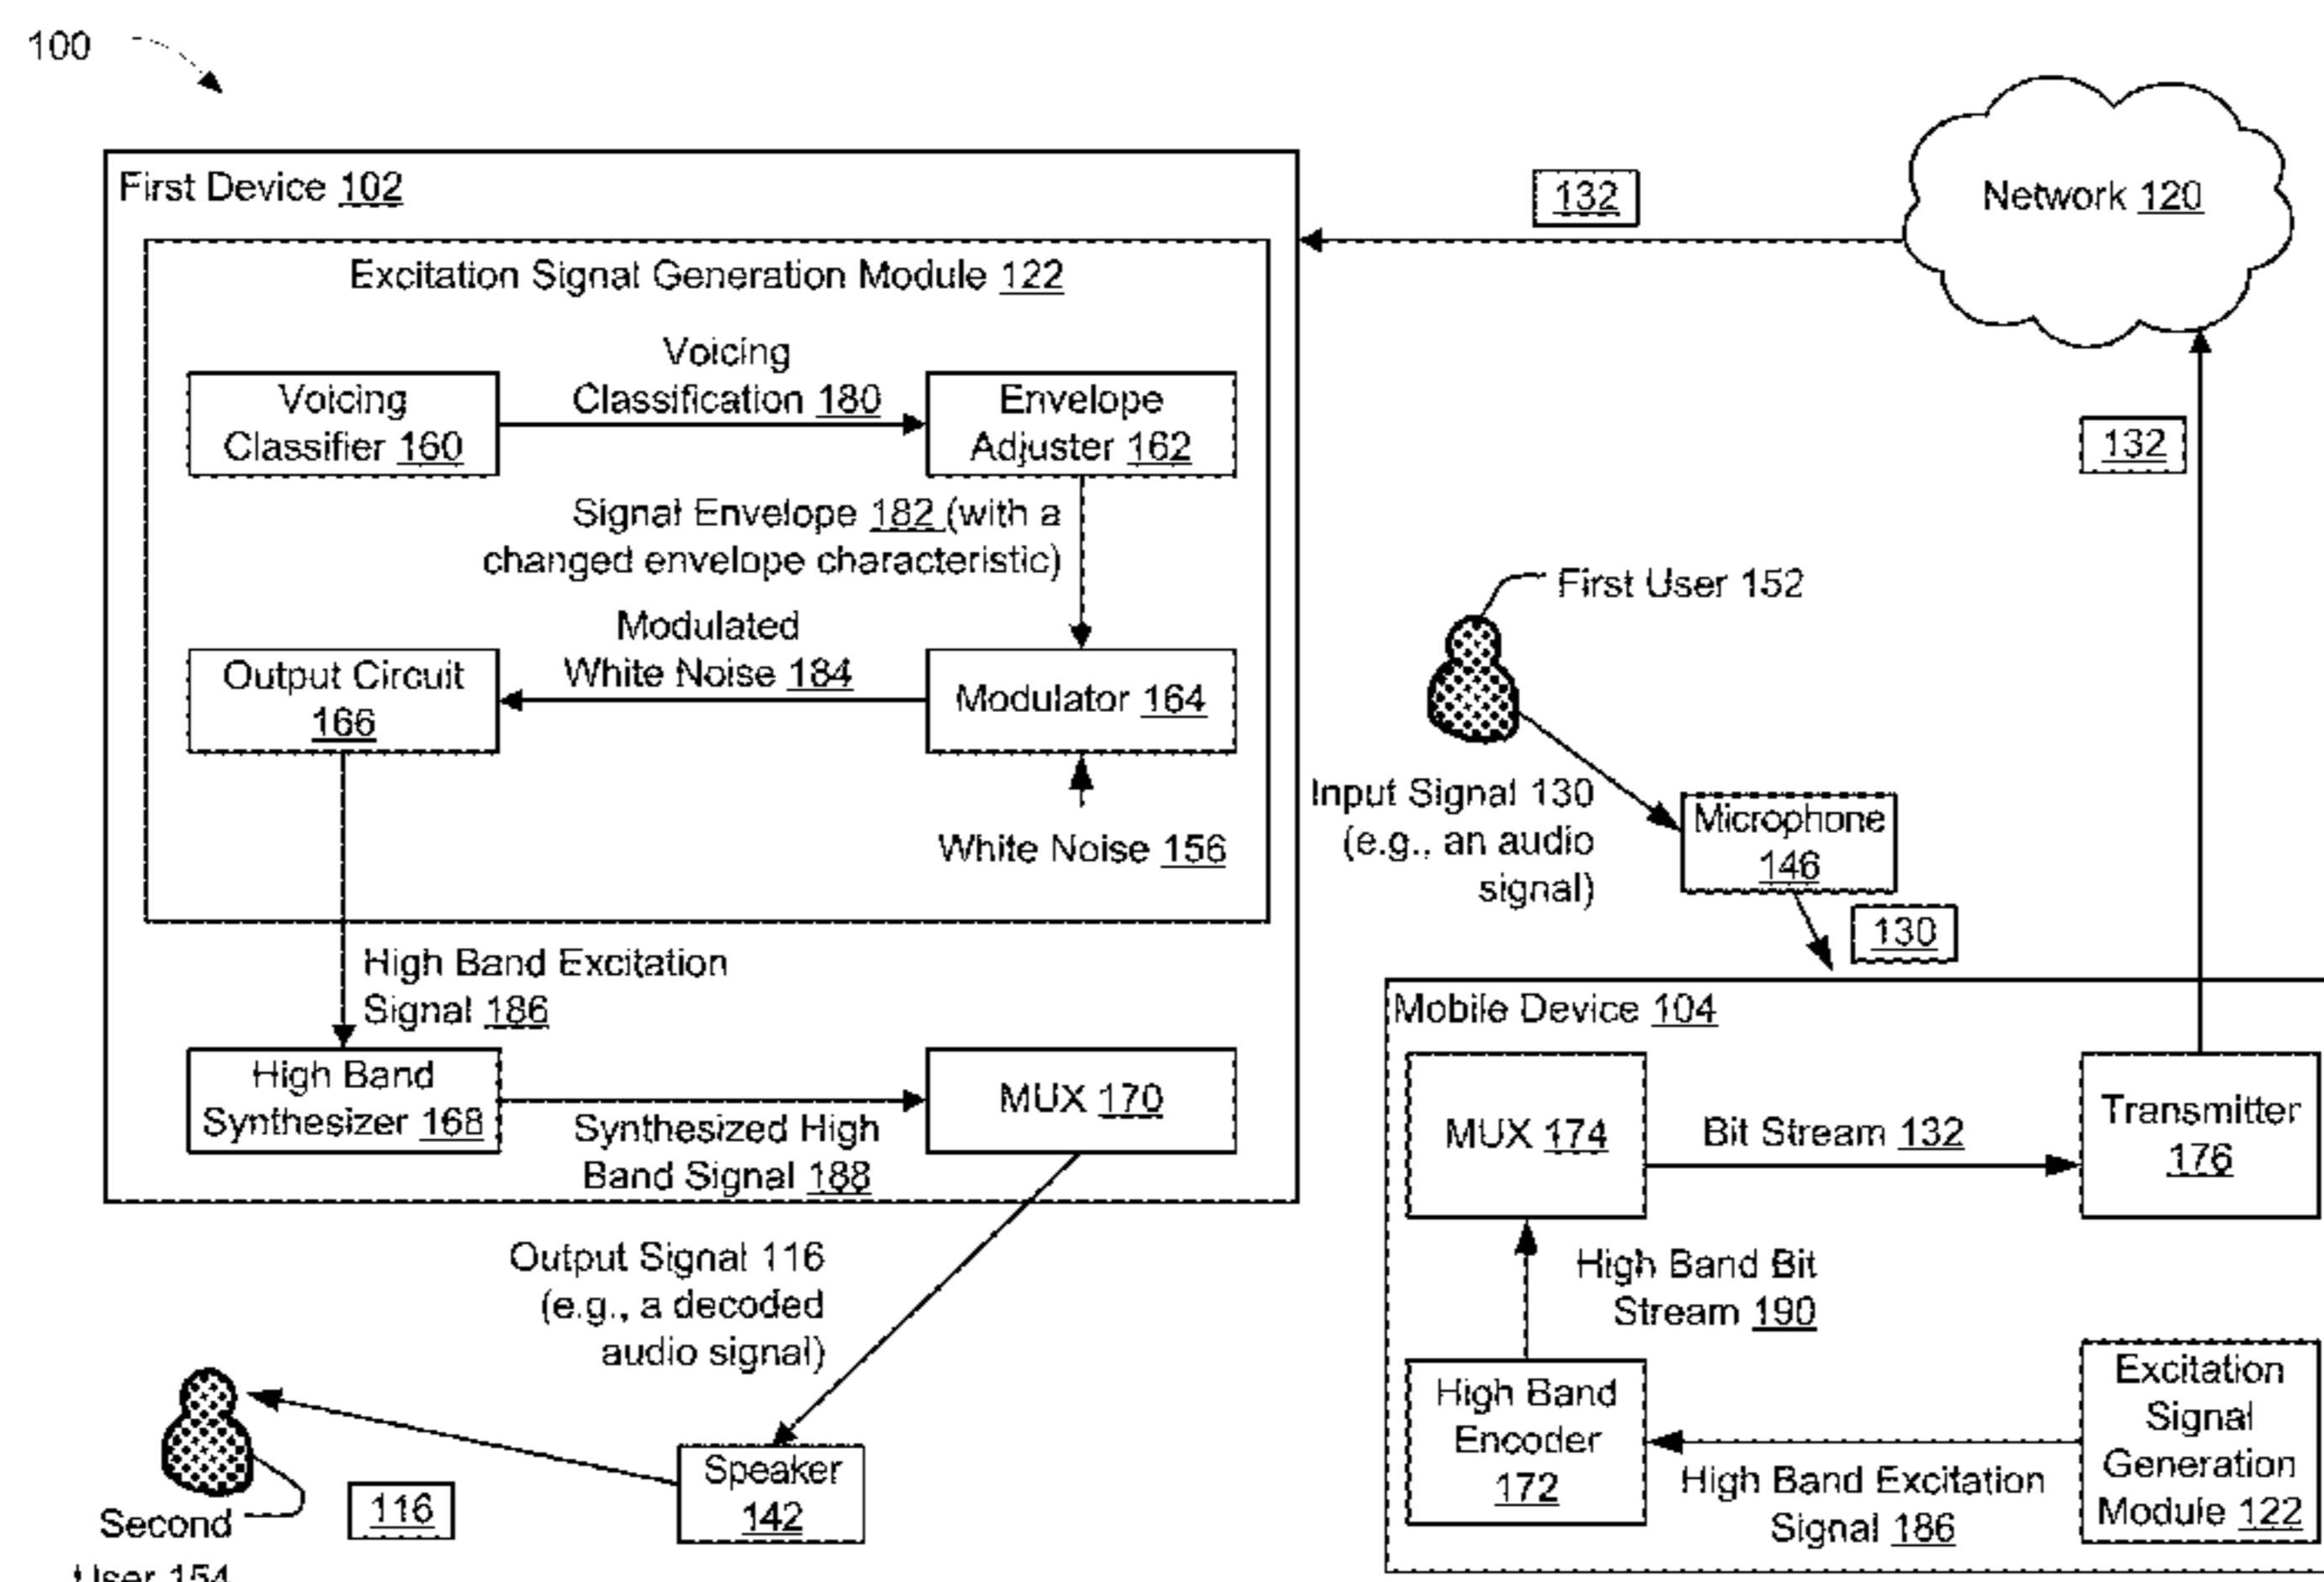 100
First Device 102
Excitation Signal Generation Module 122
Voicing
Classifier 160
Voicing
Classification 180
Envelope
Adjuster 162
Signal Envelope 182 (with a
changed envelope characteristic)
Output Circuit
166
Modulated
White Noise 184
Modulator 164
White Noise 156
High Band Excitation
Signal 186
High Band
Synthesizer 168
Synthesized High
Band Signal 188
MUX 170
Output Signal 116
(e.g., a decoded
audio signal)
Speaker
142
116
Second
User 154
132
Network 120
132
First User 152
Input Signal 130
(e.g., an audio
signal)
Microphone
146
130
Mobile Device 104
MUX 174
Bit Stream 132
Transmitter
176
High Band Bit
Stream 190
High Band
Encoder
172
High Band Excitation
Signal 186
Excitation
Signal
Generation
Module 122